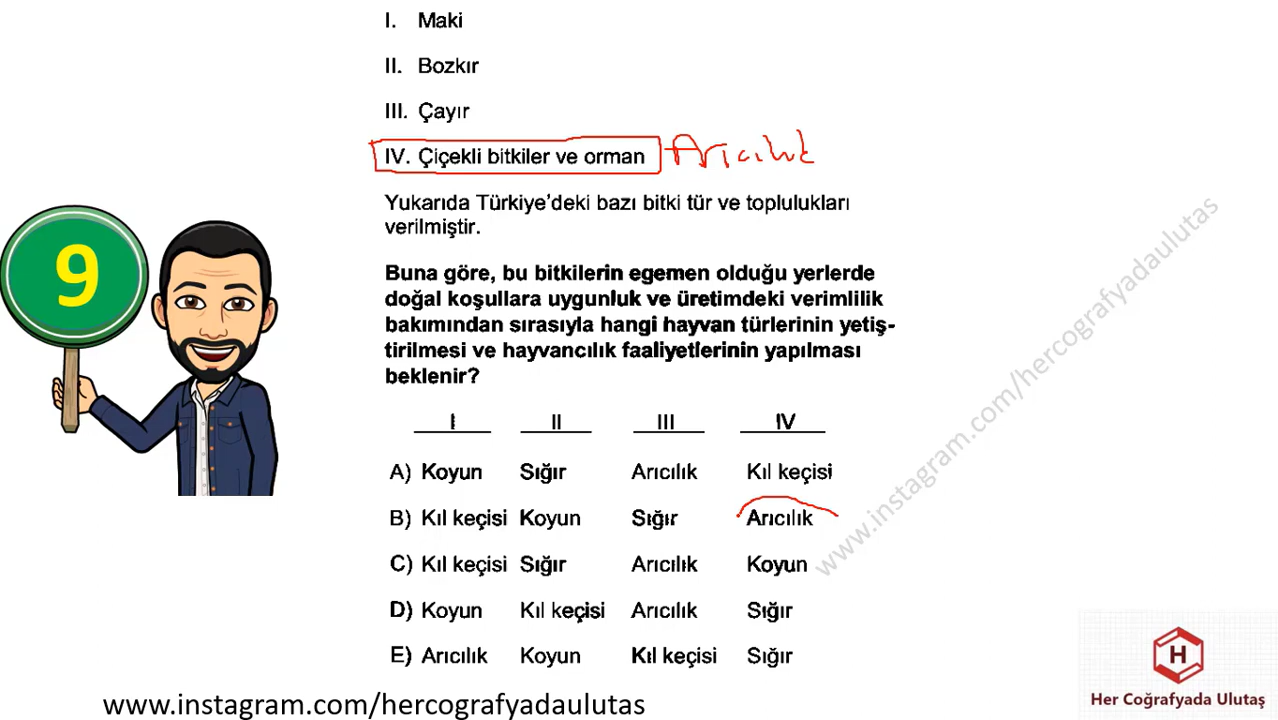 I. Maki
II. Bozkır
III. Çayır
IV. Çiçekli bitkiler ve orman Arıcılık
Yukarıda Türkiye'deki bazı bitki tür ve toplulukları
verilmiştir.
9
Buna göre, bu bitkilerin egemen olduğu yerlerde
doğal koşullara uygunluk ve üretimdeki verimlilik
bakımından sırasıyla hangi hayvan türlerinin yetiş-
tirilmesi ve hayvancılık faaliyetlerinin yapılması
beklenir?
I II III IV
A) Koyun Sığır Arıcılık Kıl keçisi
B) Kıl keçisi Koyun Sığır Arıcılık
C) Kıl keçisi Sığır Arıcılık Koyun
D) Koyun Kıl keçisi Arıcılık Sığır
E) Arıcılık Koyun Kıl keçisi Sığır
www.instagram.com/hercografyadaulutas
www.instagram.com/hercografyadaulutas
H
Her Coğrafyada Ulutaş